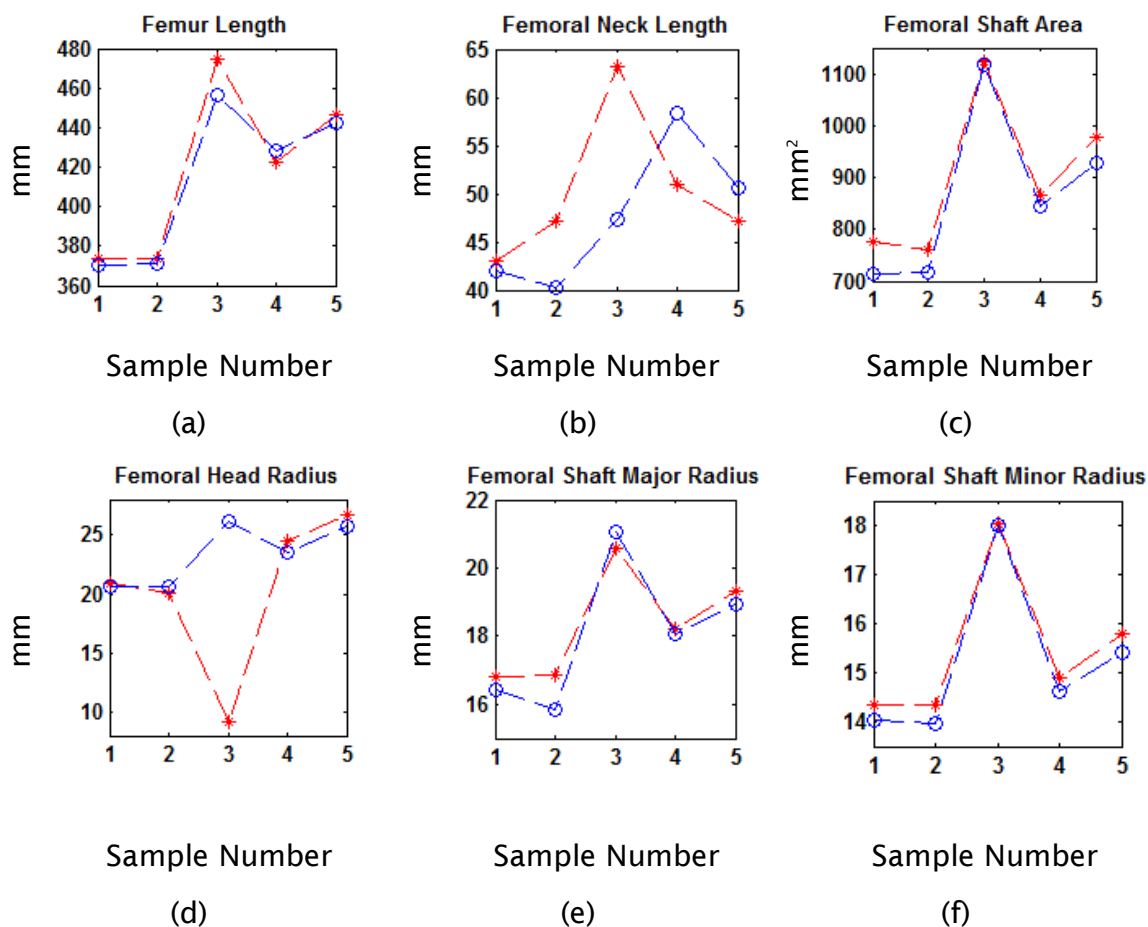 Femur Length
480
460
440
420
400
380
360
mm
1 2 3 4 5
Sample Number
(a)
Femoral Neck Length
65
60
55
50
45
40
mm
1 2 3 4 5
Sample Number
(b)
Femoral Shaft Area
1100
1000
900
800
700
mm²
1 2 3 4 5
Sample Number
(c)
Femoral Head Radius
25
20
15
10
mm
1 2 3 4 5
Sample Number
(d)
Femoral Shaft Major Radius
22
20
18
16
mm
1 2 3 4 5
Sample Number
(e)
Femoral Shaft Minor Radius
18
17
16
15
14
mm
1 2 3 4 5
Sample Number
(f)